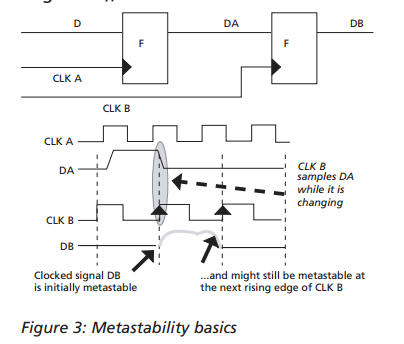 D
DA
DB
F
F
CLK A
CLK B
CLK A
DA
CLK B
samples DA
while it is
changing
CLK B
DB
Clocked signal DB
is initially metastable
...and might still be metastable at
the next rising edge of CLK B
Figure 3: Metastability basics